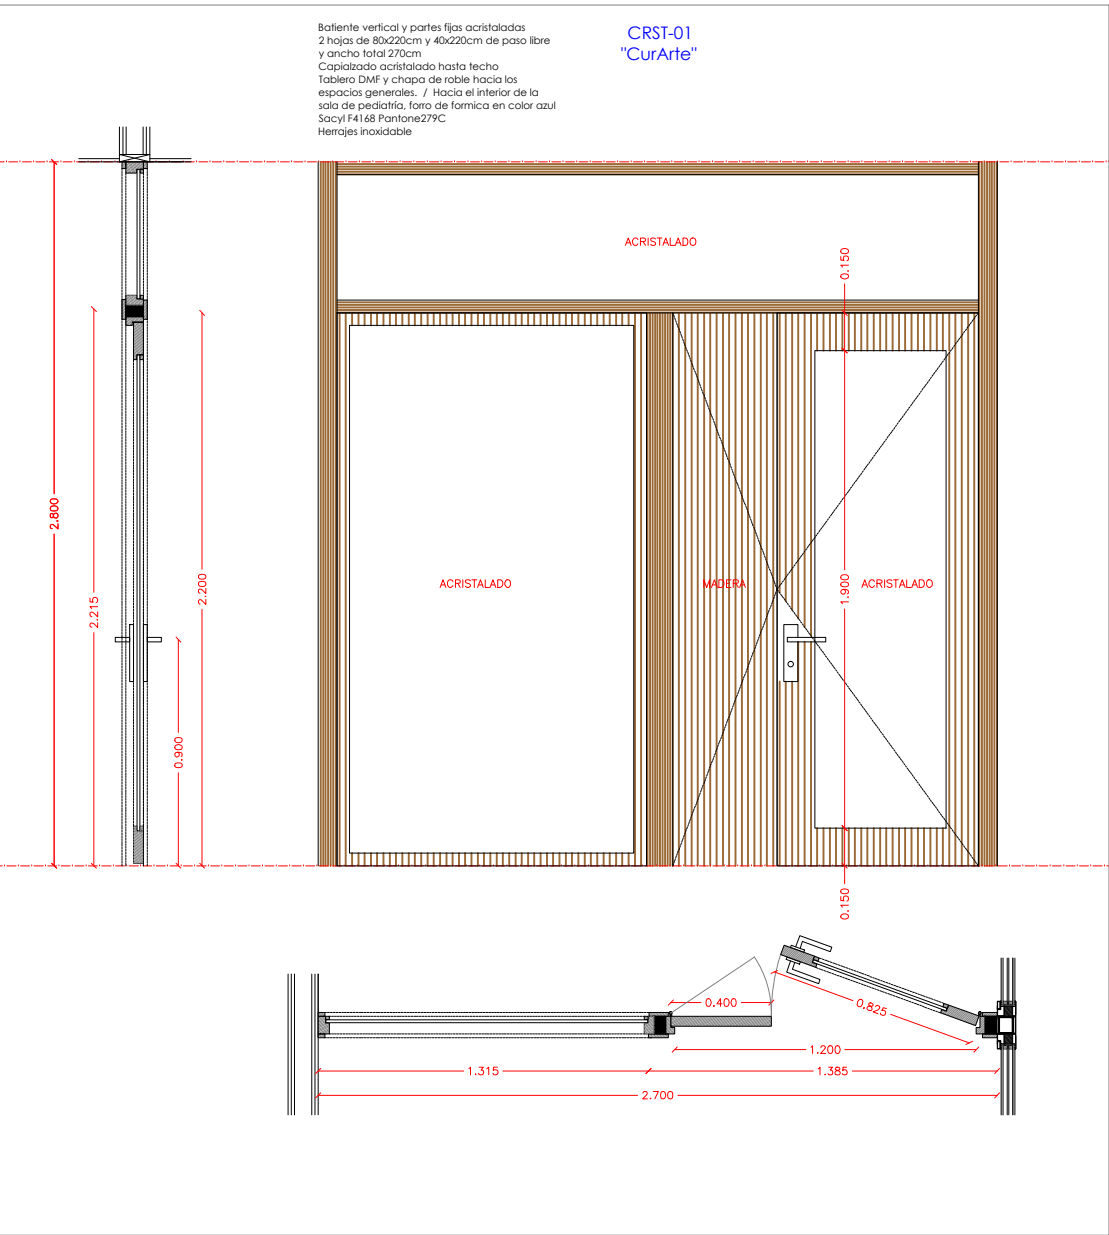 Batiente vertical y partes fijas acristaladas
2 hojas de 80x220cm y 40x220cm de paso libre
y ancho total 270cm
Capialzado acristalado hasta techo
Tablero DMF y chapa de roble hacia los
espacios generales. / Hacia el interior de la
sala de pediatría, forro de formica en color azul
Sacyl F4168 Pantone279C
Herrajes inoxidable
CRST-01
"CurArte"
ACRISTALADO
0.150
2.800
2.215
2.200
0.900
ACRISTALADO
MADERA
1.900
ACRISTALADO
0.150
0.400
0.825
1.200
1.315
1.385
2.700